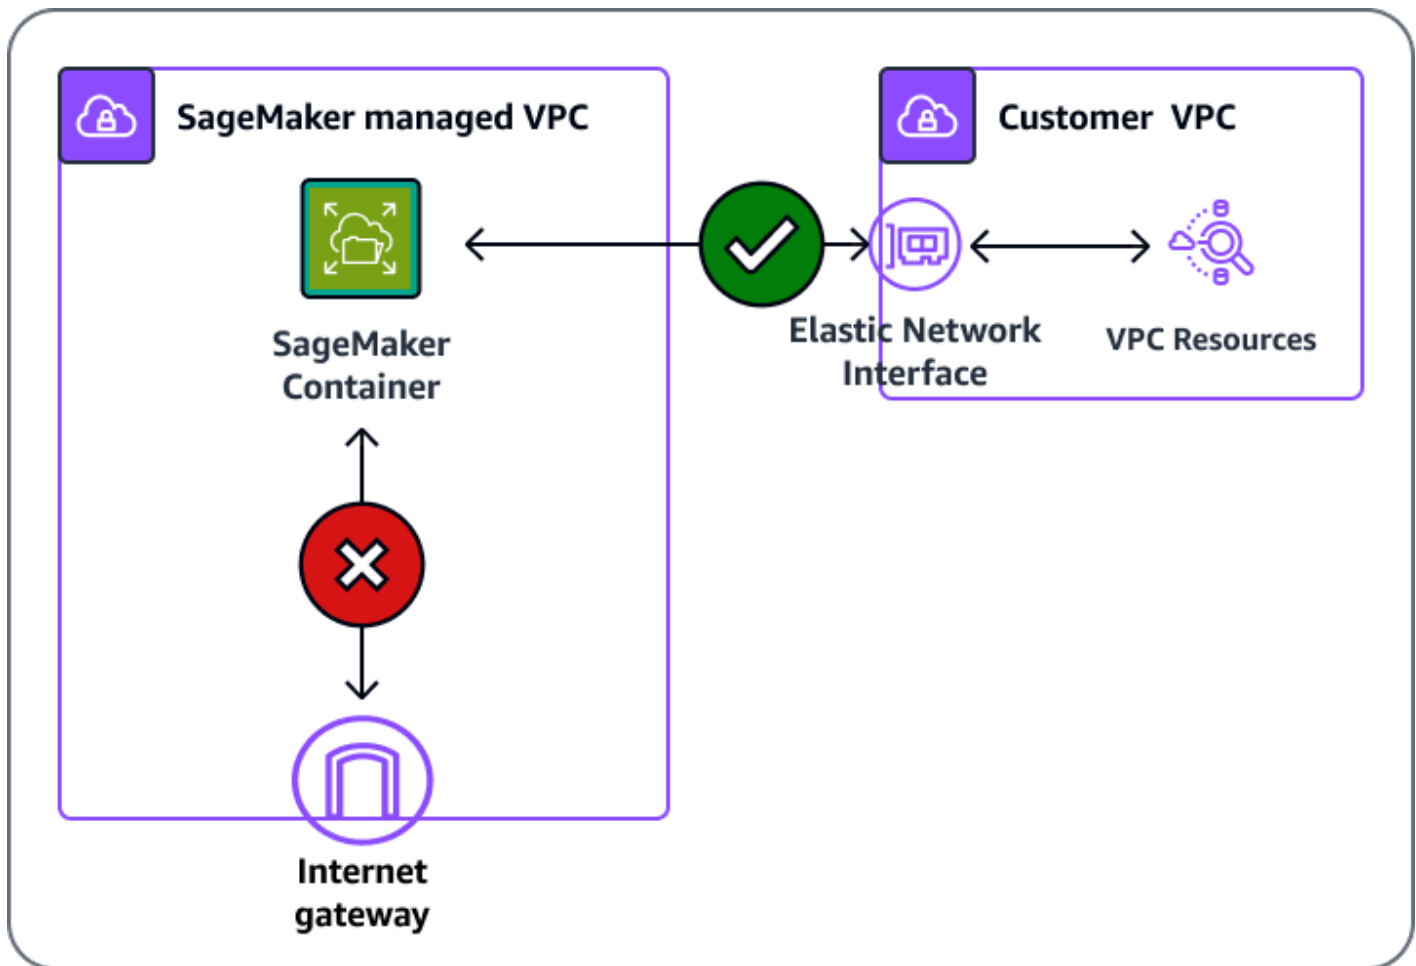 SageMaker managed VPC
Customer VPC
SageMaker
Container
Elastic Network
Interface
VPC Resources
Internet
gateway